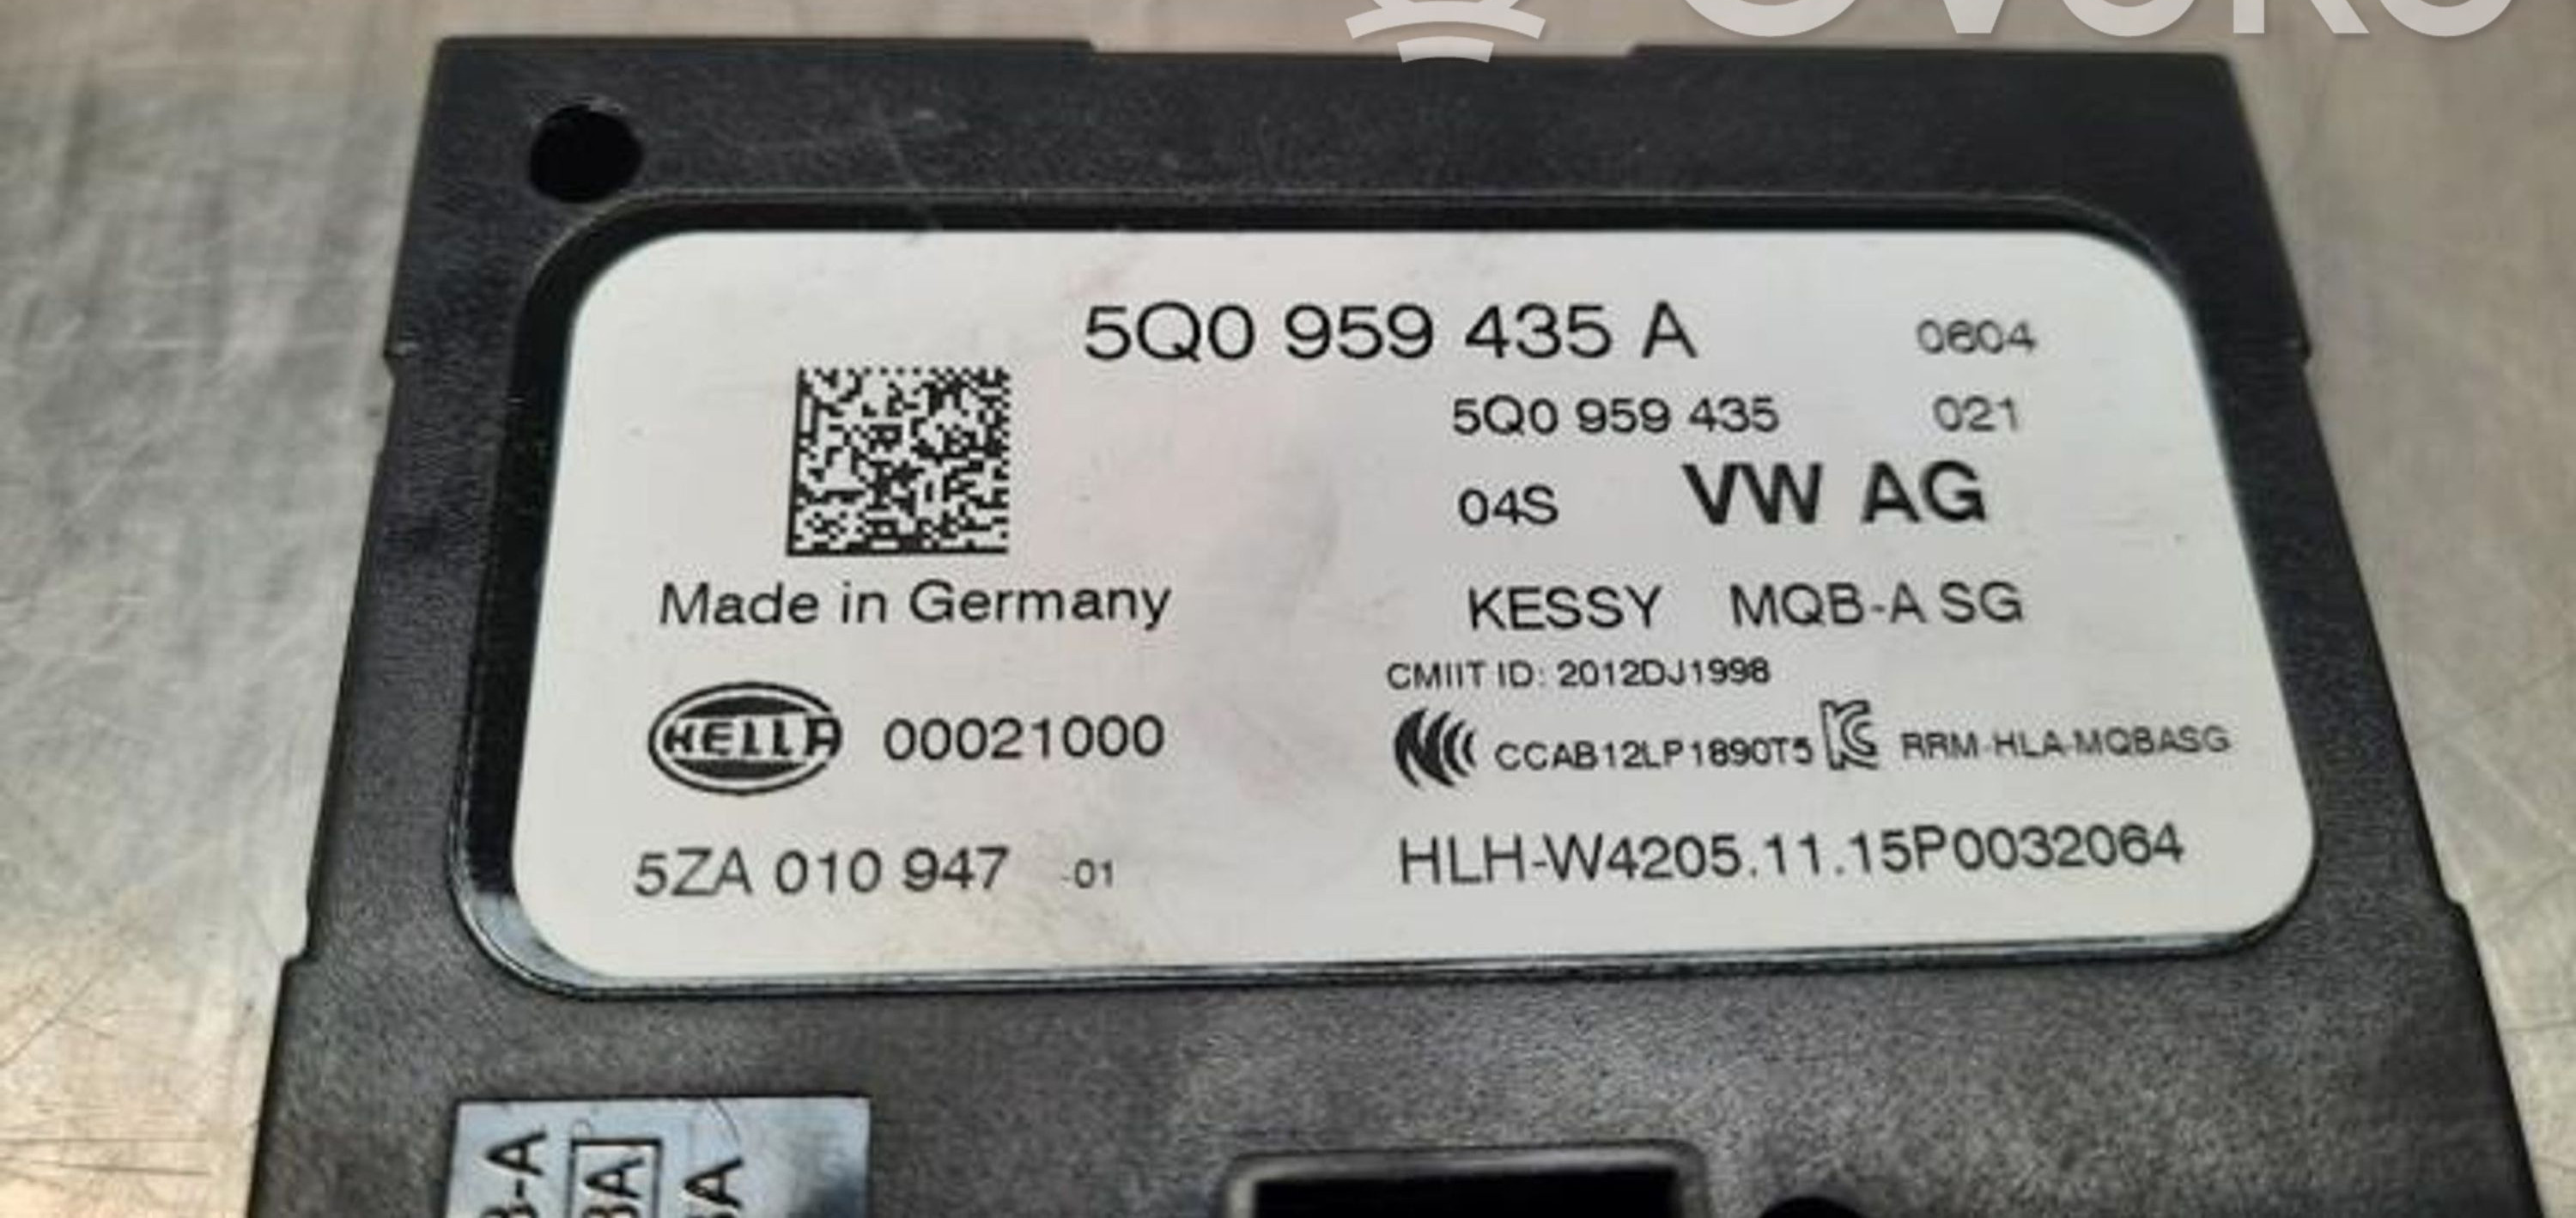 5Q0 959 435 A 0604
5Q0 959 435 021
04S VW AG
Made in Germany
KESSY MQB-A SG
CMIIT ID: 2012DJ1998
HELLA 00021000
CCAB12LP1890T5 RRM-HLA-MQBASG
5ZA 010 947 -01
HLH-W4205.11.15P0032064